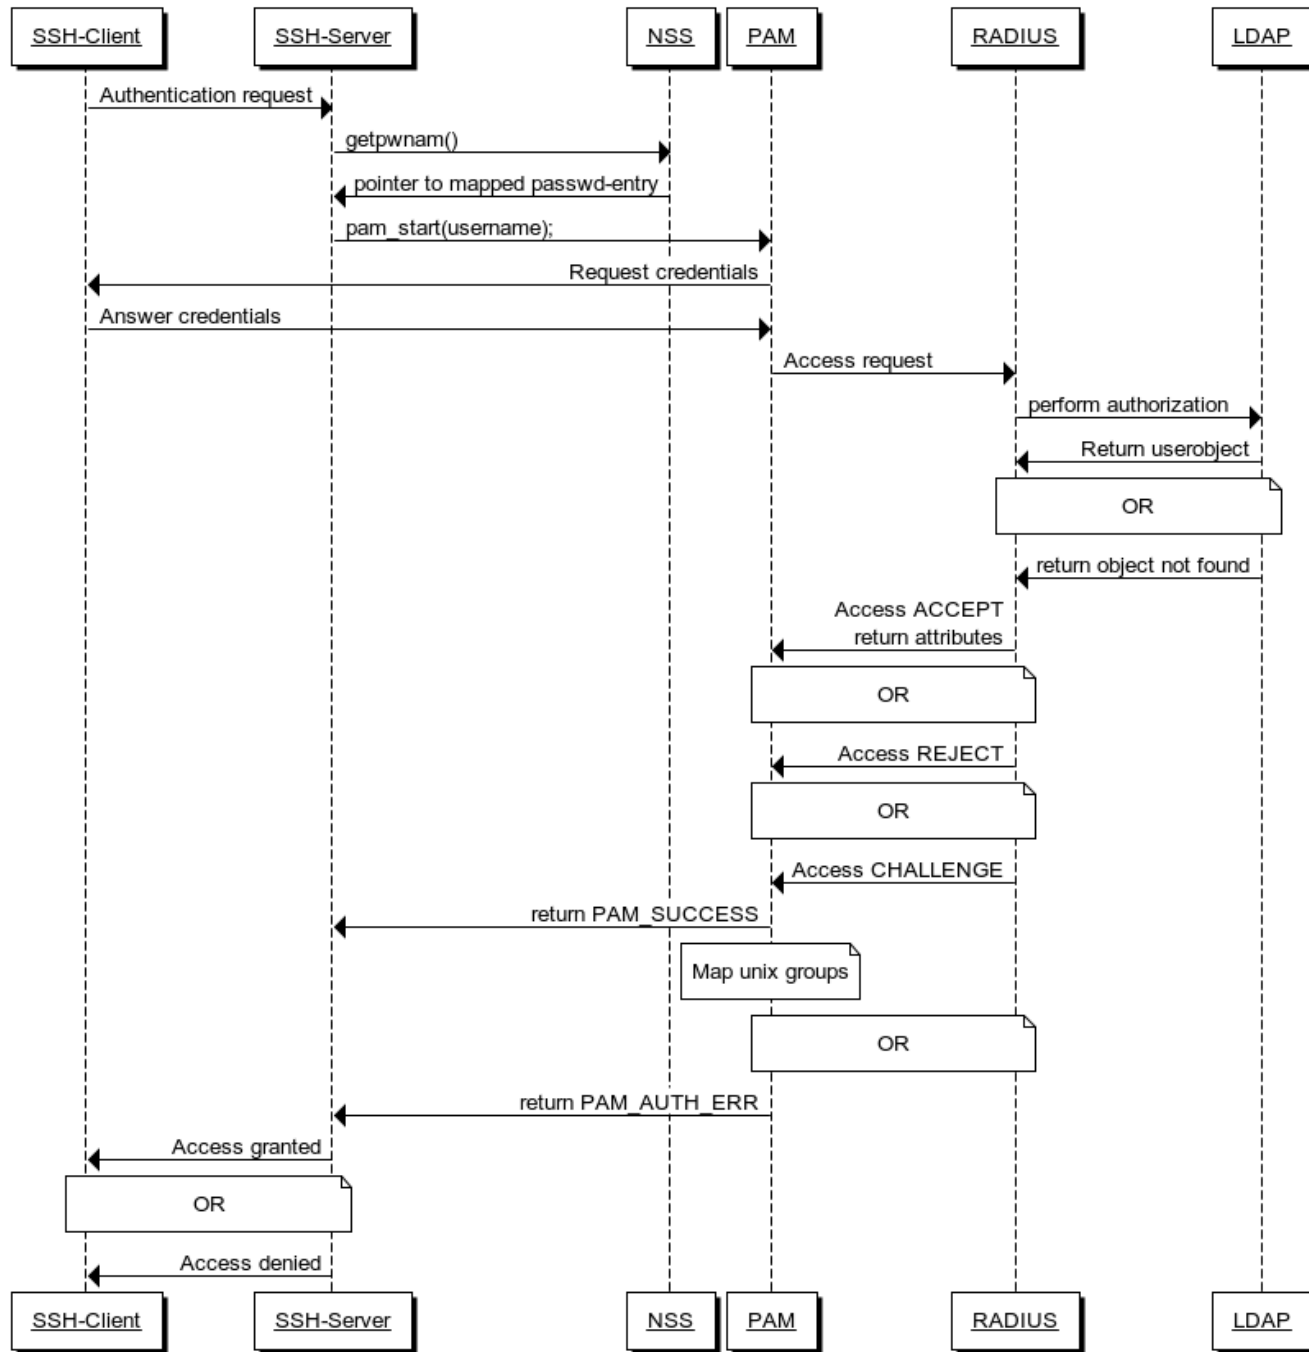 SSH-Client
SSH-Server
NSS
PAM
RADIUS
LDAP
Authentication request
getpwnam()
pointer to mapped passwd-entry
pam_start(username);
Request credentials
Answer credentials
Access request
perform authorization
Return userobject
OR
return object not found
Access ACCEPT
return attributes
OR
Access REJECT
OR
Access CHALLENGE
return PAM_SUCCESS
Map unix groups
OR
return PAM_AUTH_ERR
Access granted
OR
Access denied
SSH-Client
SSH-Server
NSS
PAM
RADIUS
LDAP